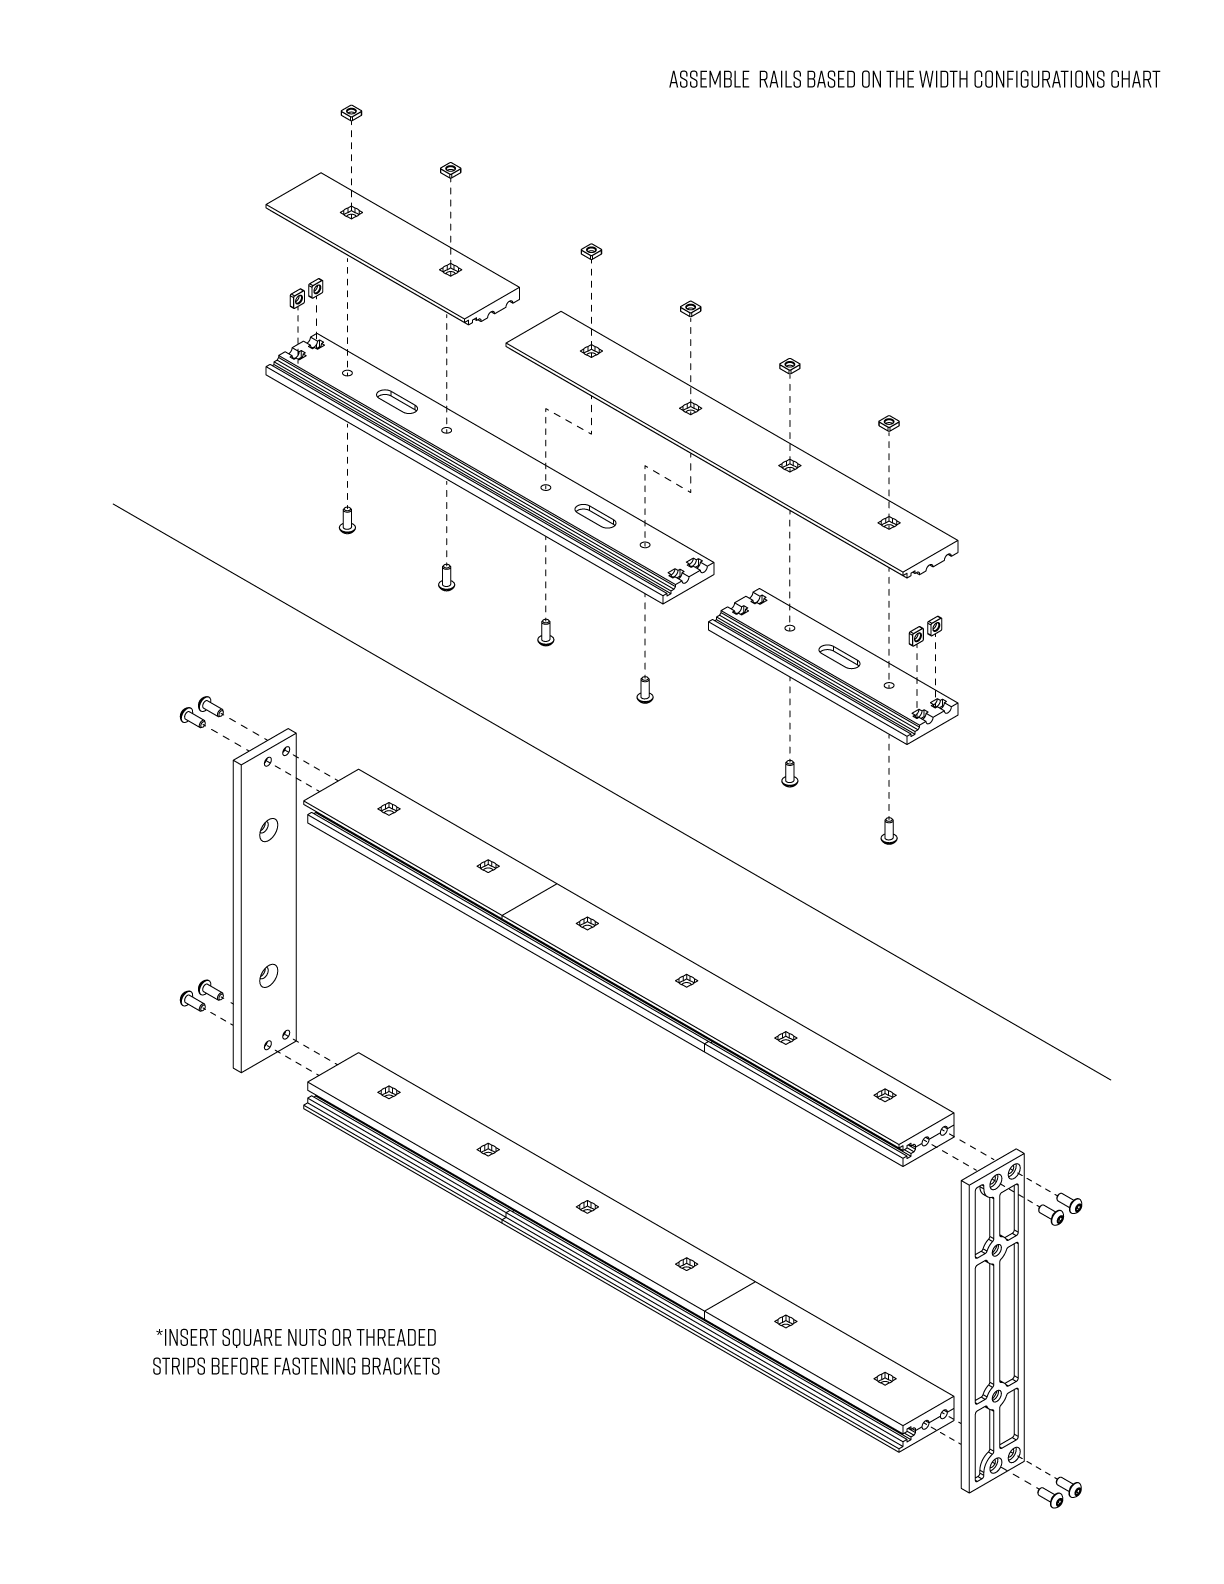 ASSEMBLE RAILS BASED ON THE WIDTH CONFIGURATIONS CHART
*INSERT SQUARE NUTS OR THREADED
STRIPS BEFORE FASTENING BRACKETS